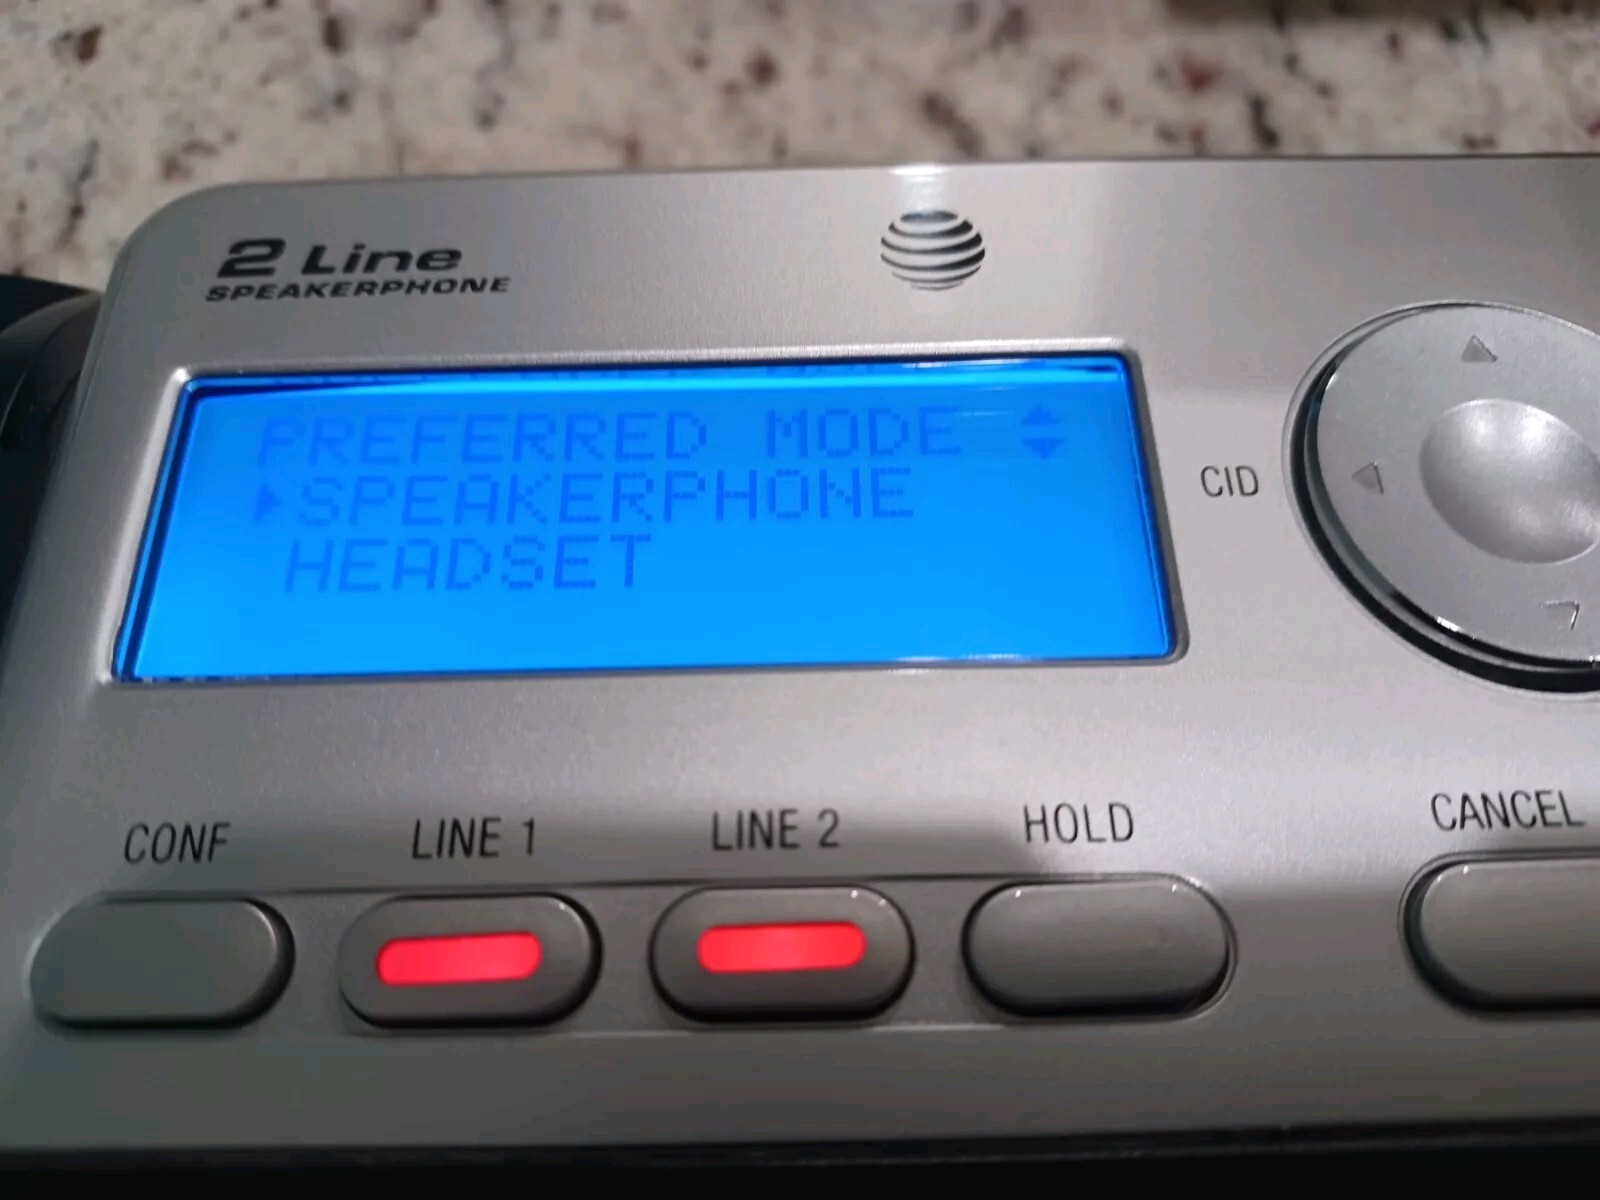 2 Line
SPEAKERPHONE
PREFERRED MODE
SPEAKERPHONE
HEADSET
CID
CONF
LINE 1
LINE 2
HOLD
CANCEL